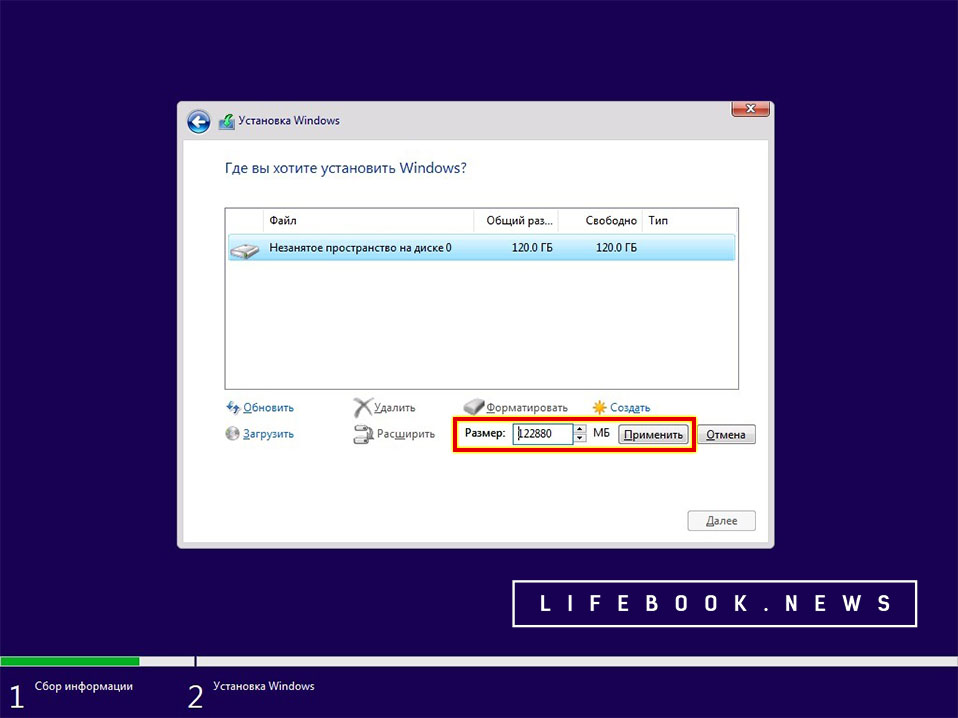 Установка Windows
Где вы хотите установить Windows?
Файл Общий раз... Свободно Тип
Незанятое пространство на диске 0 120.0 ГБ 120.0 ГБ
Обновить Удалить Форматировать Создать
Загрузить Расширить Размер: 122880 МБ Применить Отмена
Далее
LIFEBOOK.NEWS
1 Сбор информации 2 Установка Windows